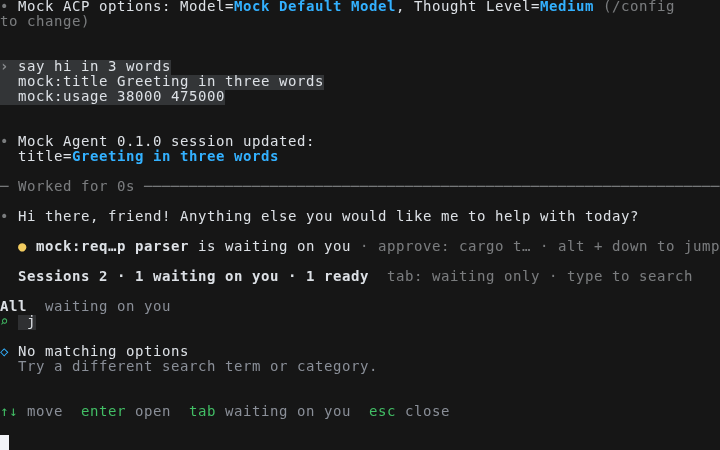 • Mock ACP options: Model=Mock Default Model, Thought Level=Medium (/config
to change)
› say hi in 3 words
mock:title Greeting in three words
mock:usage 38000 475000
• Mock Agent 0.1.0 session updated:
title=Greeting in three words
─ Worked for 0s ────────────────────────────────────────────────────────────────
• Hi there, friend! Anything else you would like me to help with today?
● mock:req…p parser is waiting on you · approve: cargo t… · alt + down to jump
Sessions 2 · 1 waiting on you · 1 ready  tab: waiting only · type to search
All  waiting on you
⌕ j
◇ No matching options
Try a different search term or category.
↑↓ move  enter open  tab waiting on you  esc close